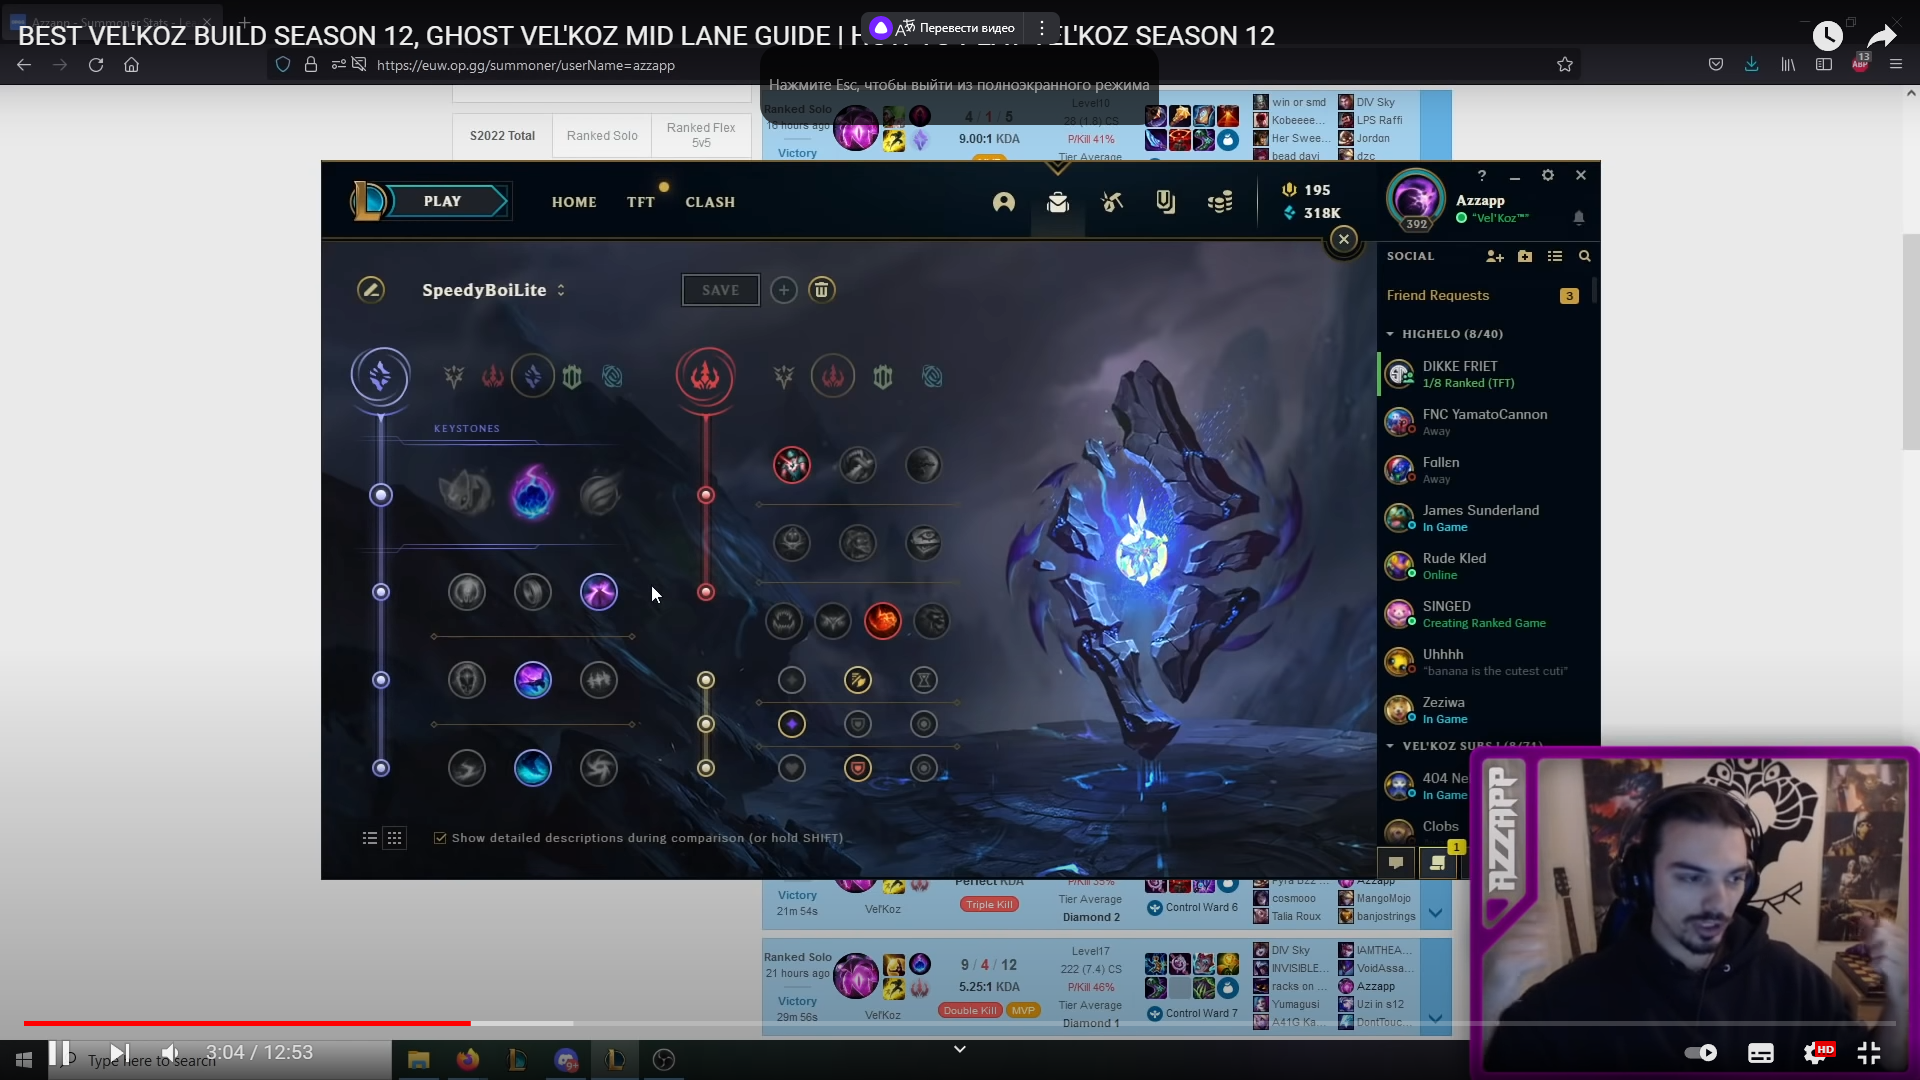 BEST VEL'KOZ BUILD SEASON 12, GHOST VEL'KOZ MID LANE GUIDE |
VEL'KOZ SEASON 12
Перевести видео
https://euw.op.gg/summoner/userName=azzapp
13
Нажмите Esc, чтобы выйти из полноэкранного режима
S2022 Total
Ranked Solo
Ranked Flex
5v5
Ranked Solo
18 hours ago
Victory
4 / 1 / 5
9.00:1 KDA
Level10
28 (1.8) CS
P/Kill 41%
Tier Average
win or smd
Kobeeee...
Her Swee...
bead davi
DIV Sky
LPS Raffi
Jordan
dzc
PLAY
HOME
TFT
CLASH
195
318K
392
Azzapp
"Vel'Koz™"
SpeedyBoiLite
SAVE
KEYSTONES
Show detailed descriptions during comparison (or hold SHIFT)
SOCIAL
Friend Requests
3
HIGHELO (8/40)
DIKKE FRIET
1/8 Ranked (TFT)
FNC YamatoCannon
Away
Fallen
Away
James Sunderland
In Game
Rude Kled
Online
SINGED
Creating Ranked Game
Uhhhh
"banana is the cutest cuti"
Zeziwa
In Game
404 Ne
In Game
Clobs
1
AZZAPP
Victory
21m 54s
Vel'Koz
Perfect KDA
Triple Kill
P/Kill 35%
Tier Average
Diamond 2
Control Ward 6
cosmooo
Talia Roux
Azzapp
MangoMojo
banjostrings
Ranked Solo
21 hours ago
Victory
29m 56s
Vel'Koz
9 / 4 / 12
5.25:1 KDA
Double Kill
MVP
Level17
222 (7.4) CS
P/Kill 46%
Tier Average
Diamond 1
Control Ward 7
DIV Sky
INVISIBLE...
racks on ...
Yumagusi
A41G Ka...
IAMTHEA...
VoidAssa...
Azzapp
Uzi in s12
DontTouc...
3:04 / 12:53
Type here to search
HD